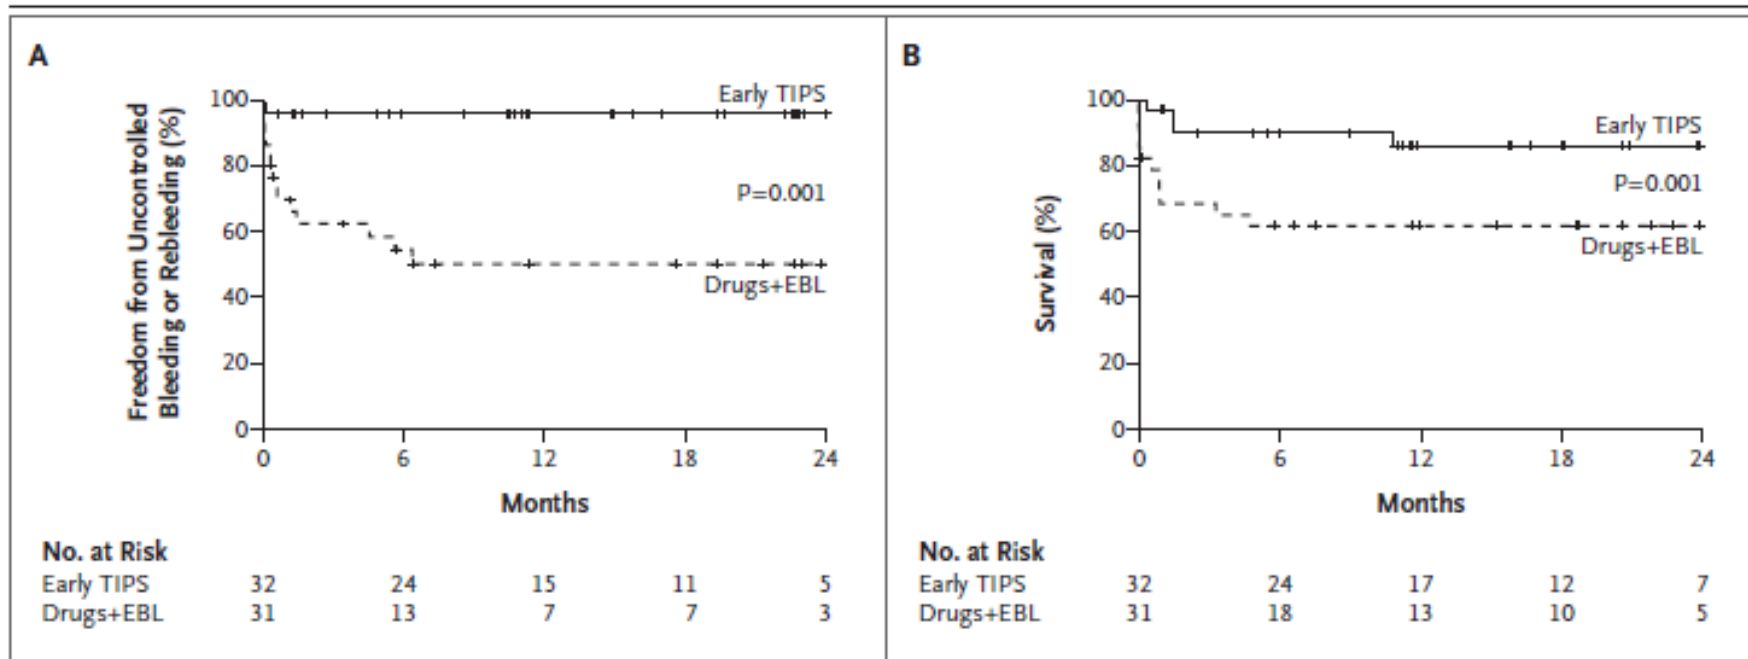 A
Freedom from Uncontrolled
Bleeding or Rebleeding (%)
100
80
60
40
20
0
Early TIPS
P=0.001
Drugs+EBL
0 6 12 18 24
Months
No. at Risk
Early TIPS 32 24 15 11 5
Drugs+EBL 31 13 7 7 3
B
Survival (%)
100
80
60
40
20
0
Early TIPS
P=0.001
Drugs+EBL
0 6 12 18 24
Months
No. at Risk
Early TIPS 32 24 17 12 7
Drugs+EBL 31 18 13 10 5